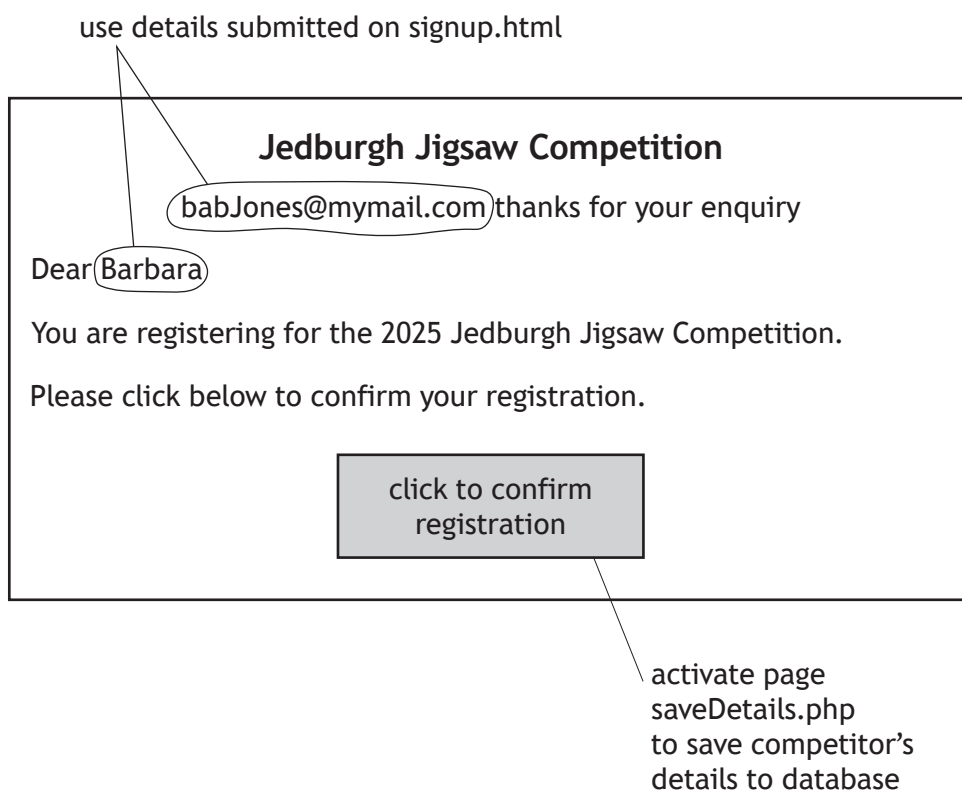 use details submitted on signup.html
Jedburgh Jigsaw Competition
babJones@mymail.com thanks for your enquiry
Dear Barbara
You are registering for the 2025 Jedburgh Jigsaw Competition.
Please click below to confirm your registration.
click to confirm
registration
activate page
saveDetails.php
to save competitor’s
details to database